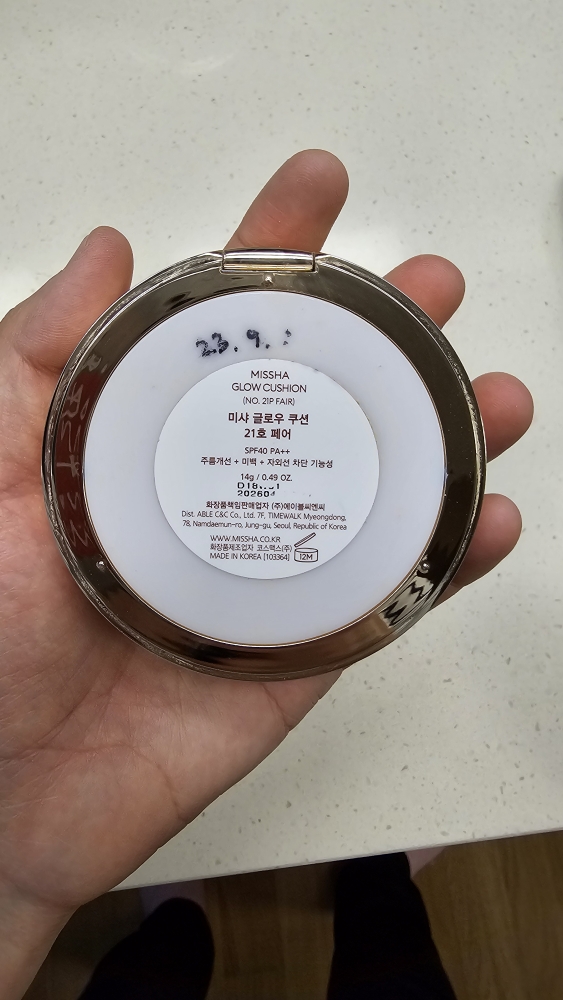 23.9.
MISSHA
GLOW CUSHION
(NO. 21P FAIR)
미샤 글로우 쿠션
21호 페어
SPF40 PA++
주름개선 + 미백 + 자외선 차단 기능성
14g / 0.49 OZ.
202604
화장품책임판매업자 (주)에이블씨엔씨
Dist. ABLE C&C Co., Ltd. 7F, TIMEWALK Myeongdong,
78, Namdaemun-ro, Jung-gu, Seoul, Republic of Korea
WWW.MISSHA.CO.KR
화장품제조업자 코스맥스(주)
MADE IN KOREA [103364]
12M